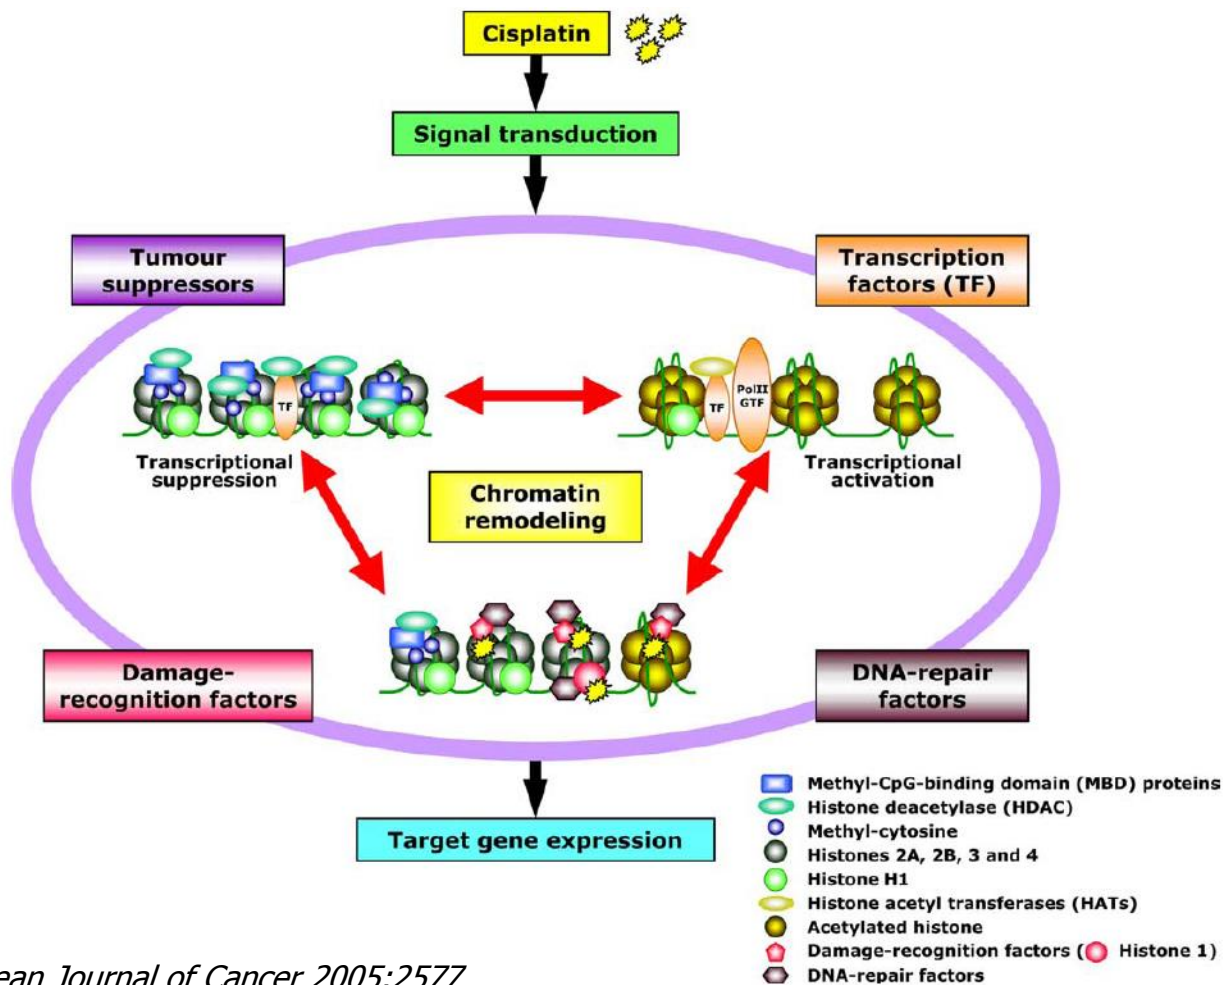 Cisplatin
Signal transduction
Tumour
suppressors
Transcription
factors (TF)
TF
TF
PolII
GTF
Transcriptional
suppression
Transcriptional
activation
Chromatin
remodeling
Damage-
recognition factors
DNA-repair
factors
Target gene expression
Methyl-CpG-binding domain (MBD) proteins
Histone deacetylase (HDAC)
Methyl-cytosine
Histones 2A, 2B, 3 and 4
Histone H1
Histone acetyl transferases (HATs)
Acetylated histone
Damage-recognition factors ( Histone 1)
DNA-repair factors
ean Journal of Cancer 2005:2577